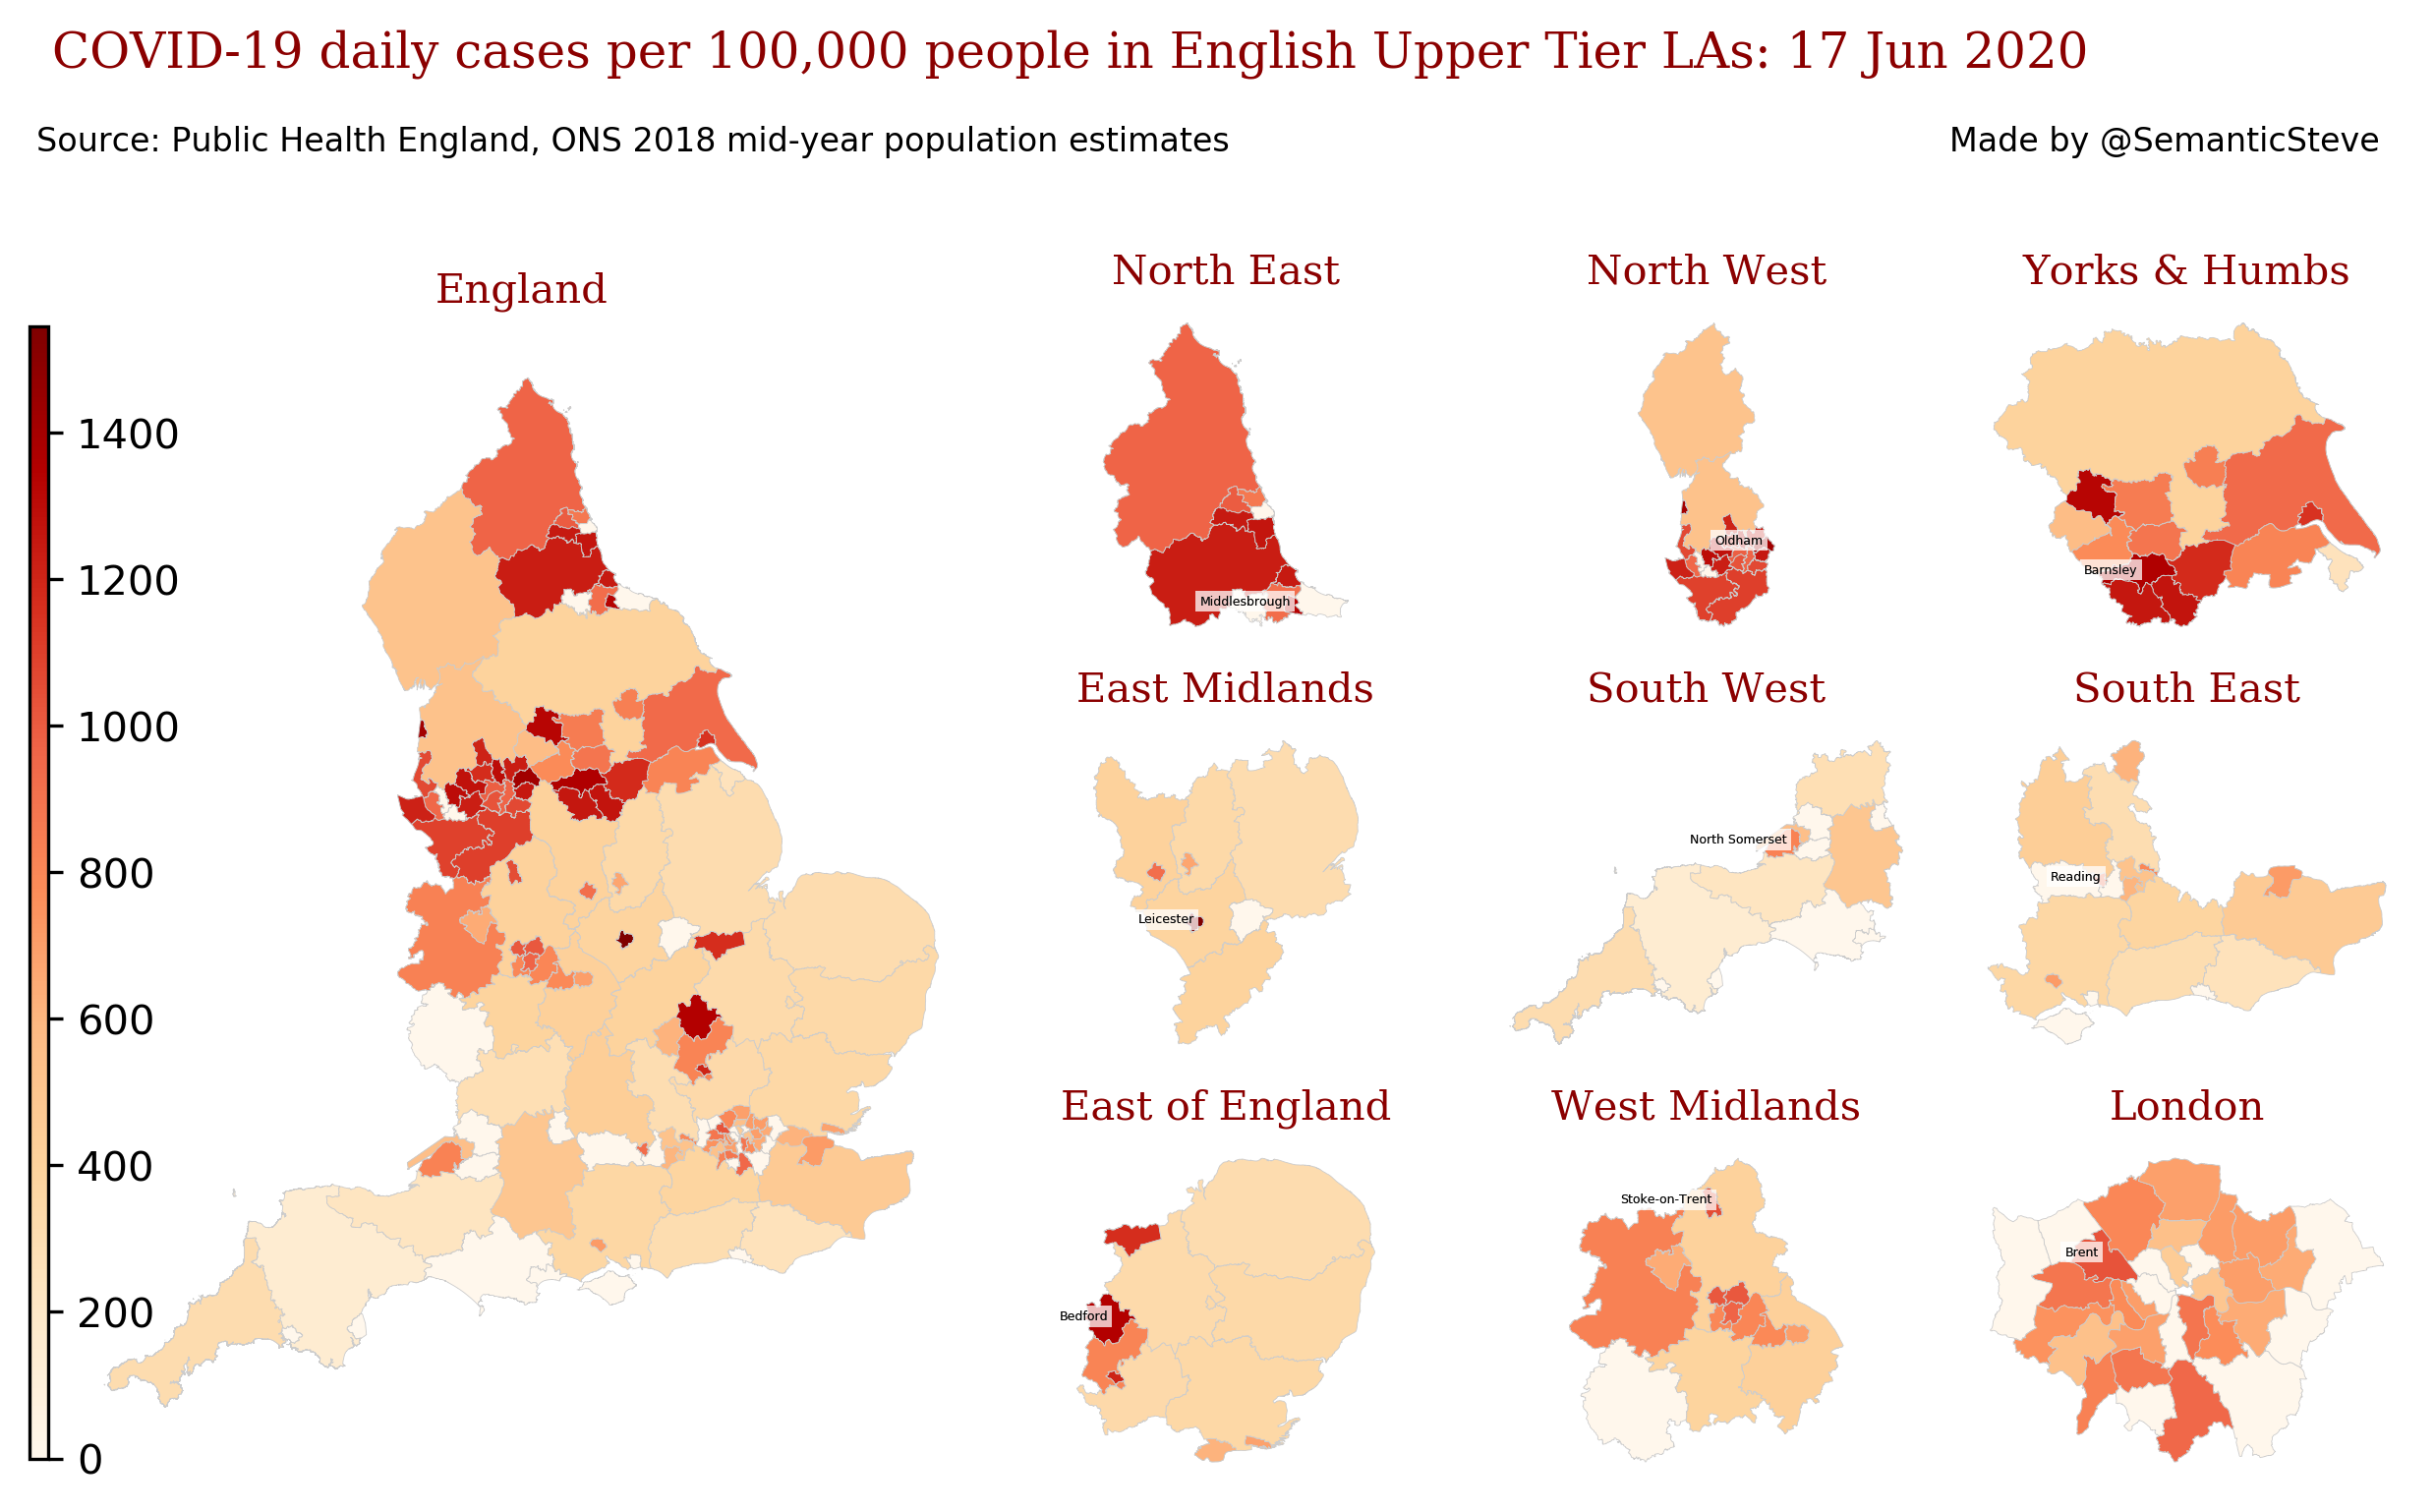 COVID-19 daily cases per 100,000 people in English Upper Tier LAs: 17 Jun 2020
Source: Public Health England, ONS 2018 mid-year population estimates
Made by @SemanticSteve
England
1400
1200
1000
800
600
400
200
0
North East
Middlesbrough
North West
Oldham
Yorks & Humbs
Barnsley
East Midlands
Leicester
South West
North Somerset
South East
Reading
East of England
Bedford
West Midlands
Stoke-on-Trent
London
Brent